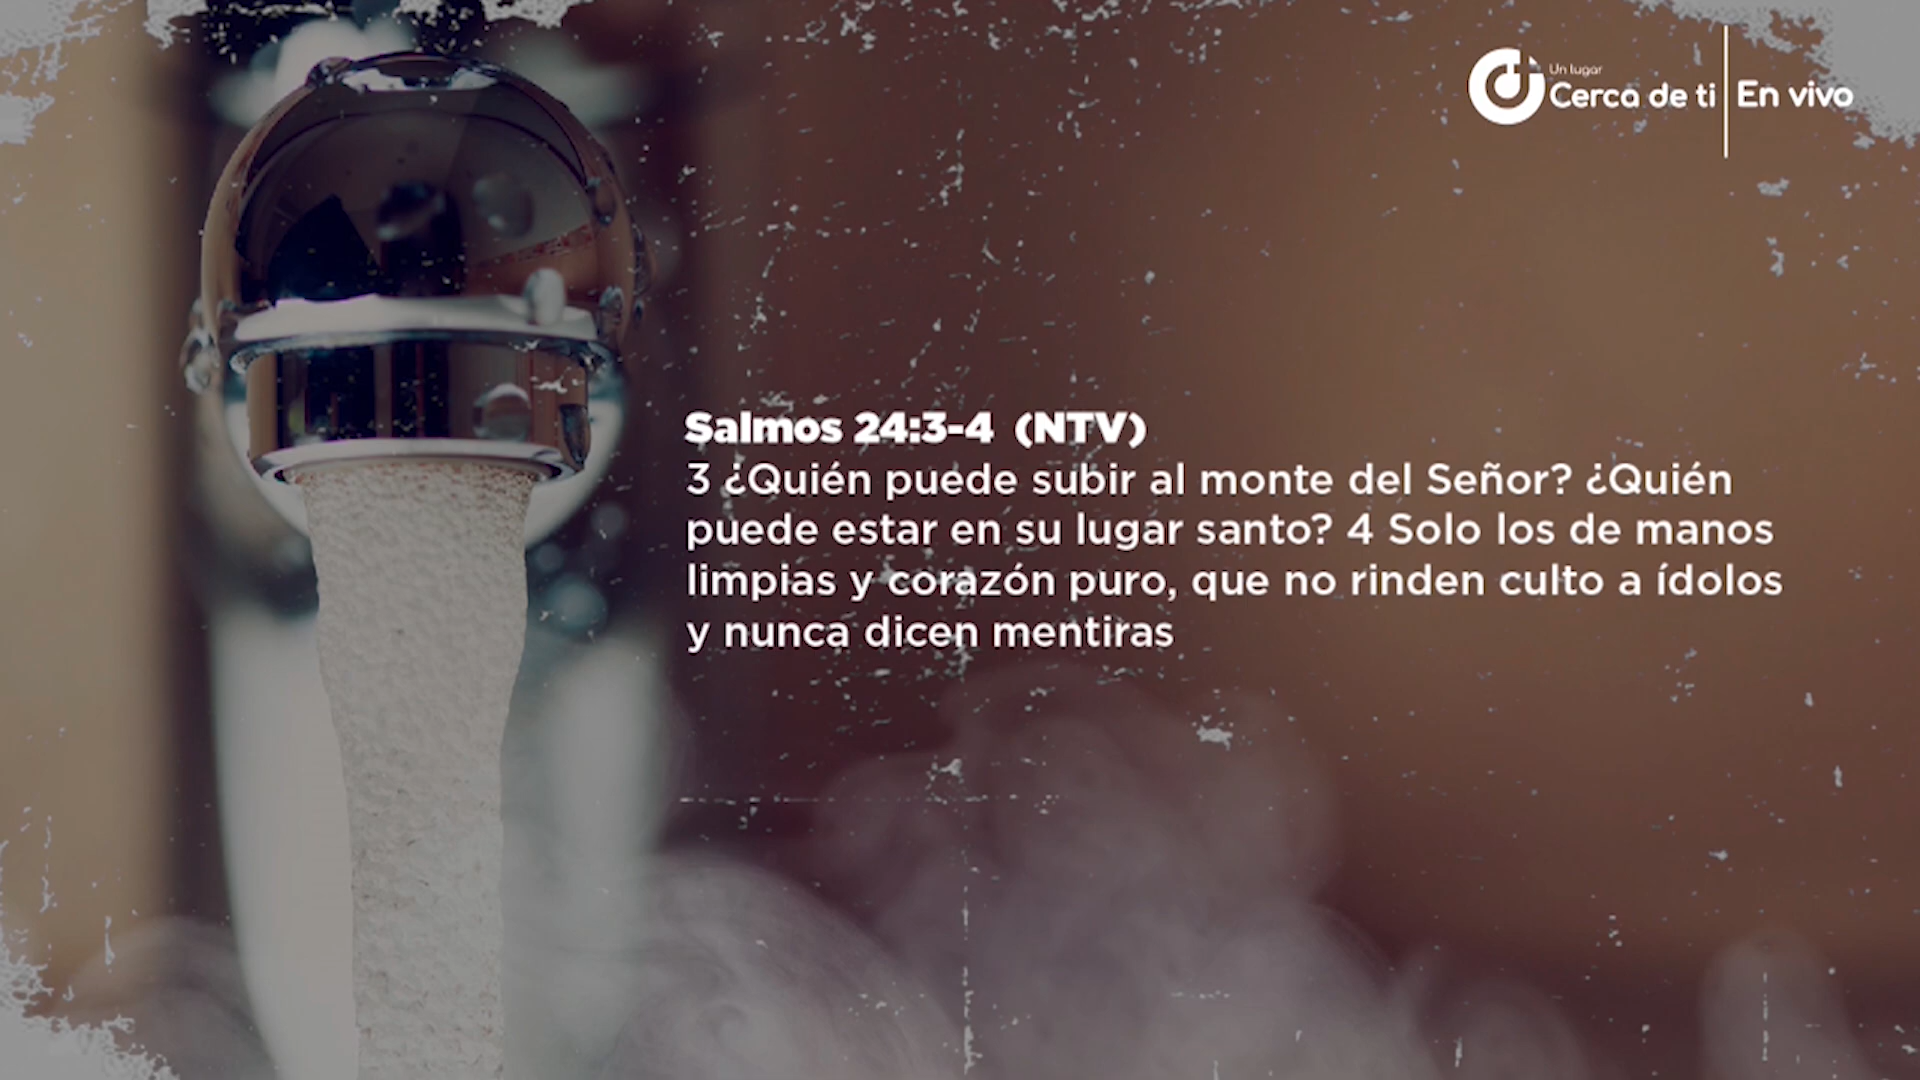 Un lugar
Cerca de ti
En vivo
Salmos 24:3-4 (NTV)
3 ¿Quién puede subir al monte del Señor? ¿Quién
puede estar en su lugar santo? 4 Solo los de manos
limpias y corazón puro, que no rinden culto a ídolos
y nunca dicen mentiras